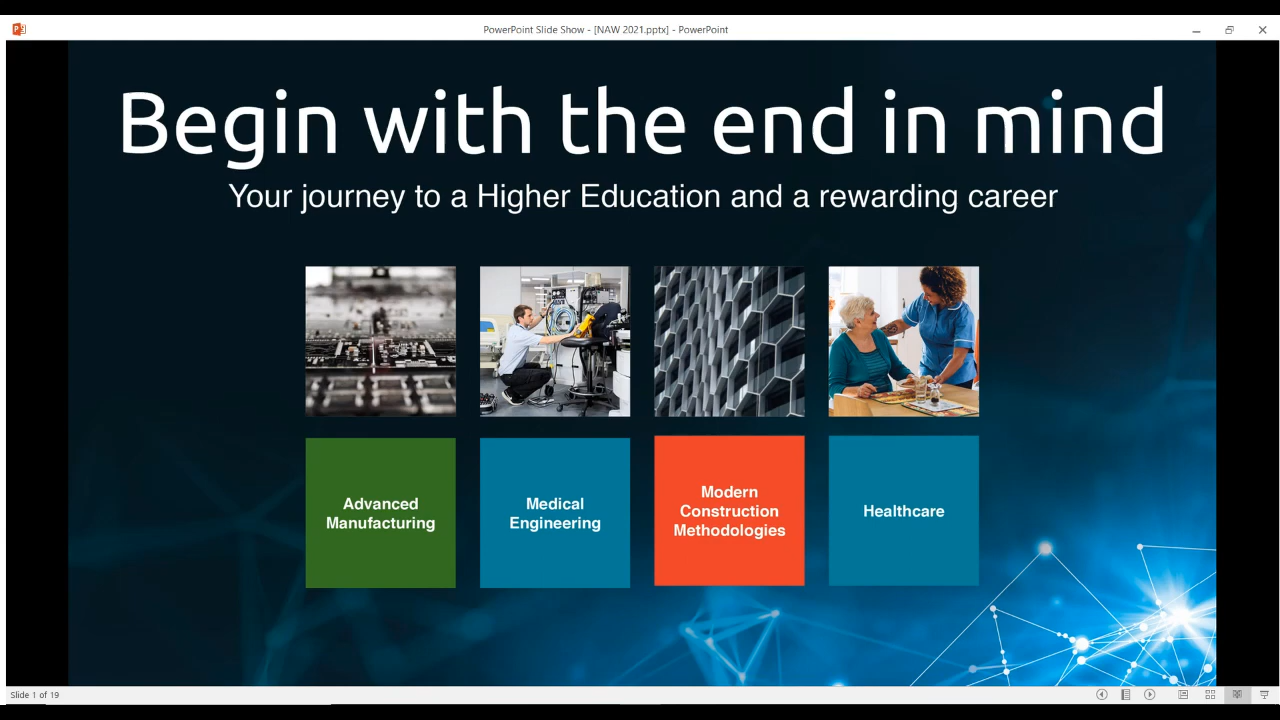 PowerPoint Slide Show - [NAW 2021.pptx] - PowerPoint
Begin with the end in mind
Your journey to a Higher Education and a rewarding career
Advanced
Manufacturing
Medical
Engineering
Modern
Construction
Methodologies
Healthcare
Slide 1 of 19